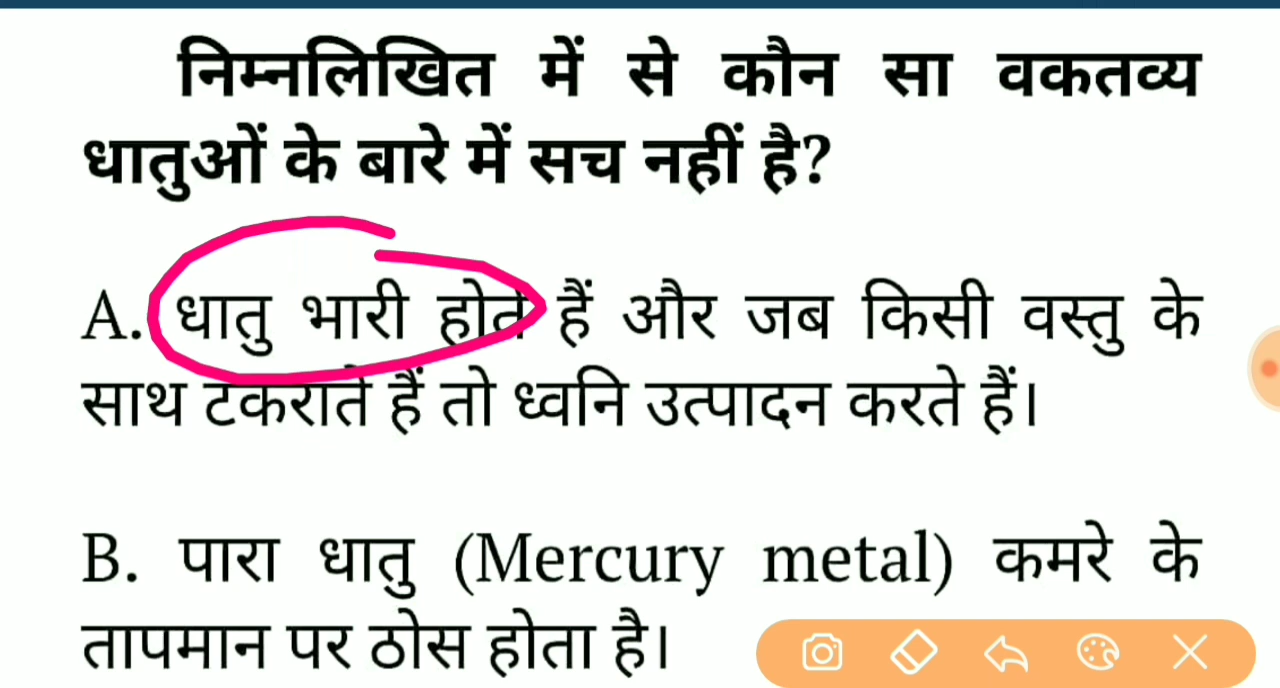 निम्नलिखित में से कौन सा वकतव्य
धातुओं के बारे में सच नहीं है?
A. धातु भारी होते हैं और जब किसी वस्तु के
साथ टकराते हैं तो ध्वनि उत्पादन करते हैं।
B. पारा धातु (Mercury metal) कमरे के
तापमान पर ठोस होता है।